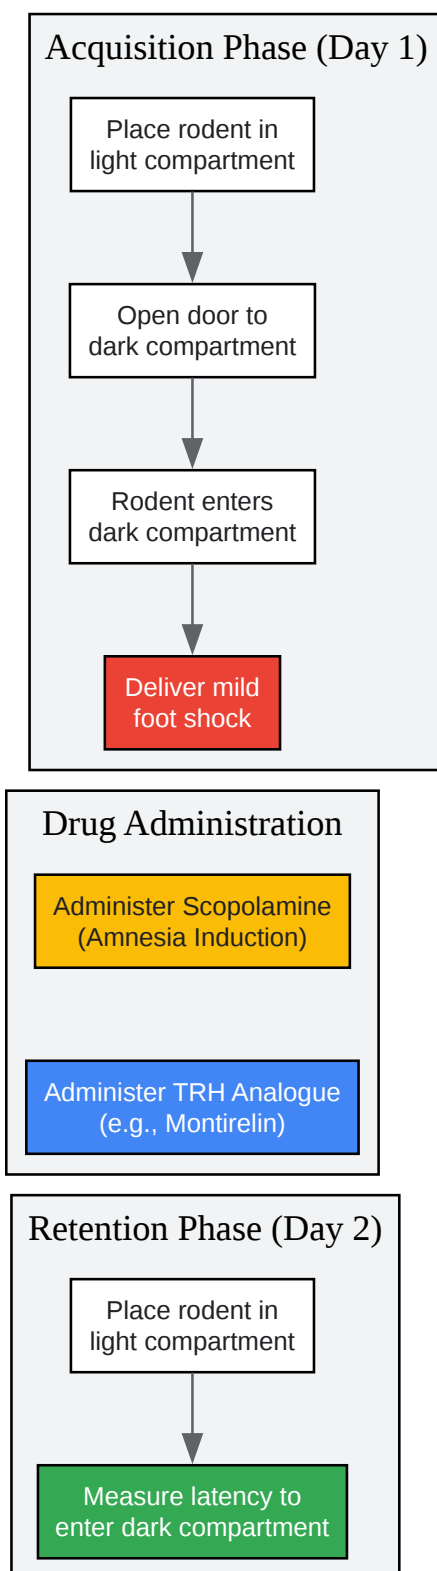 Acquisition Phase (Day 1)
Place rodent in
light compartment
Open door to
dark compartment
Rodent enters
dark compartment
Deliver mild
foot shock
Drug Administration
Administer Scopolamine
(Amnesia Induction)
Administer TRH Analogue
(e.g., Montirelin)
Retention Phase (Day 2)
Place rodent in
light compartment
Measure latency to
enter dark compartment